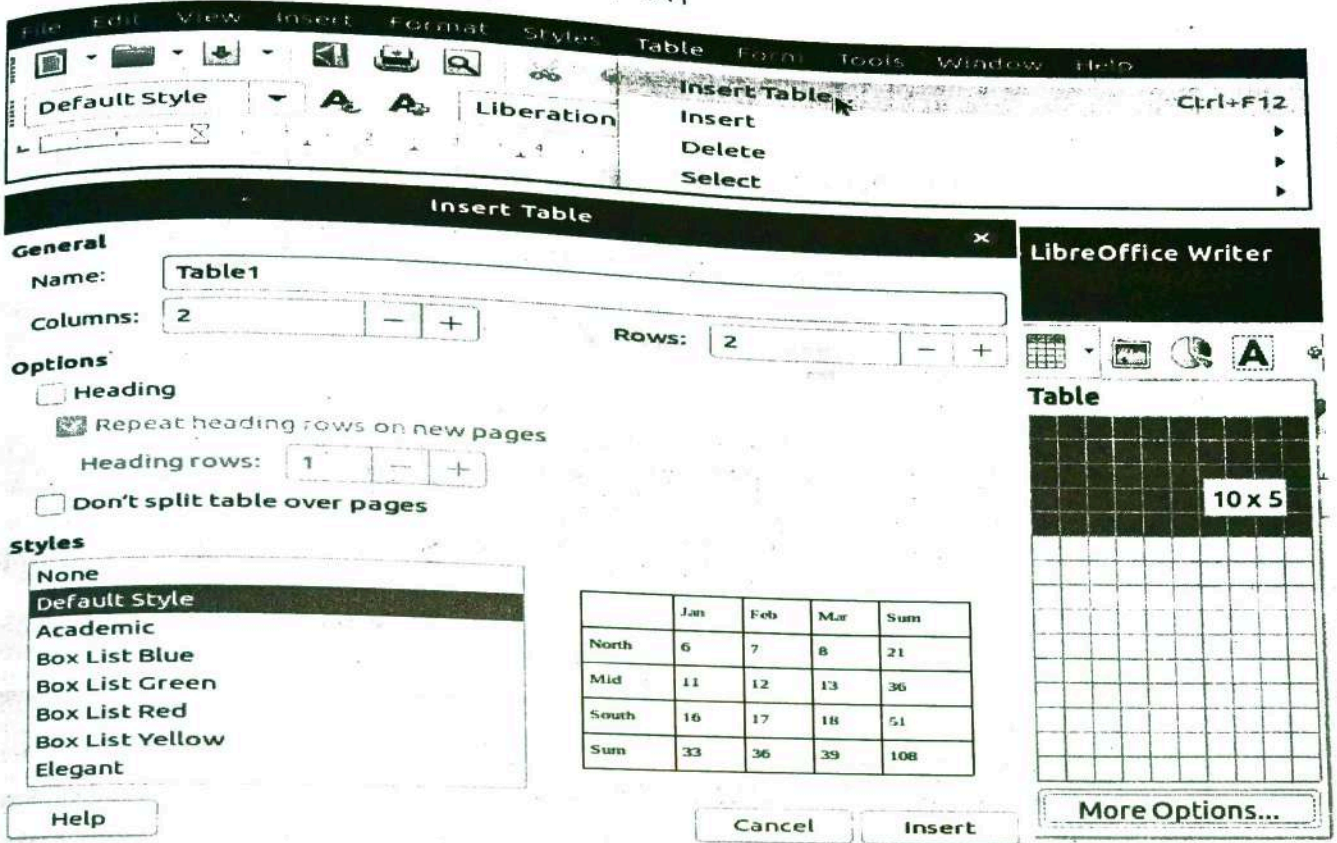 File Edit View Insert Format Styles Table Form Tools Window Help
Default Style
Liberation
4
Insert Table Ctrl+F12
Insert
Delete
Select
Insert Table
General
Name: Table1
Columns: 2 Rows: 2
Options
Heading
Repeat heading rows on new pages
Heading rows: 1
Don't split table over pages
Styles
None
Default Style
Academic
Box List Blue
Box List Green
Box List Red
Box List Yellow
Elegant
Jan Feb Mar Sum
North 6 7 8 21
Mid 11 12 13 36
South 16 17 18 51
Sum 33 36 39 108
Help Cancel Insert
LibreOffice Writer
A
Table
10 x 5
More Options...